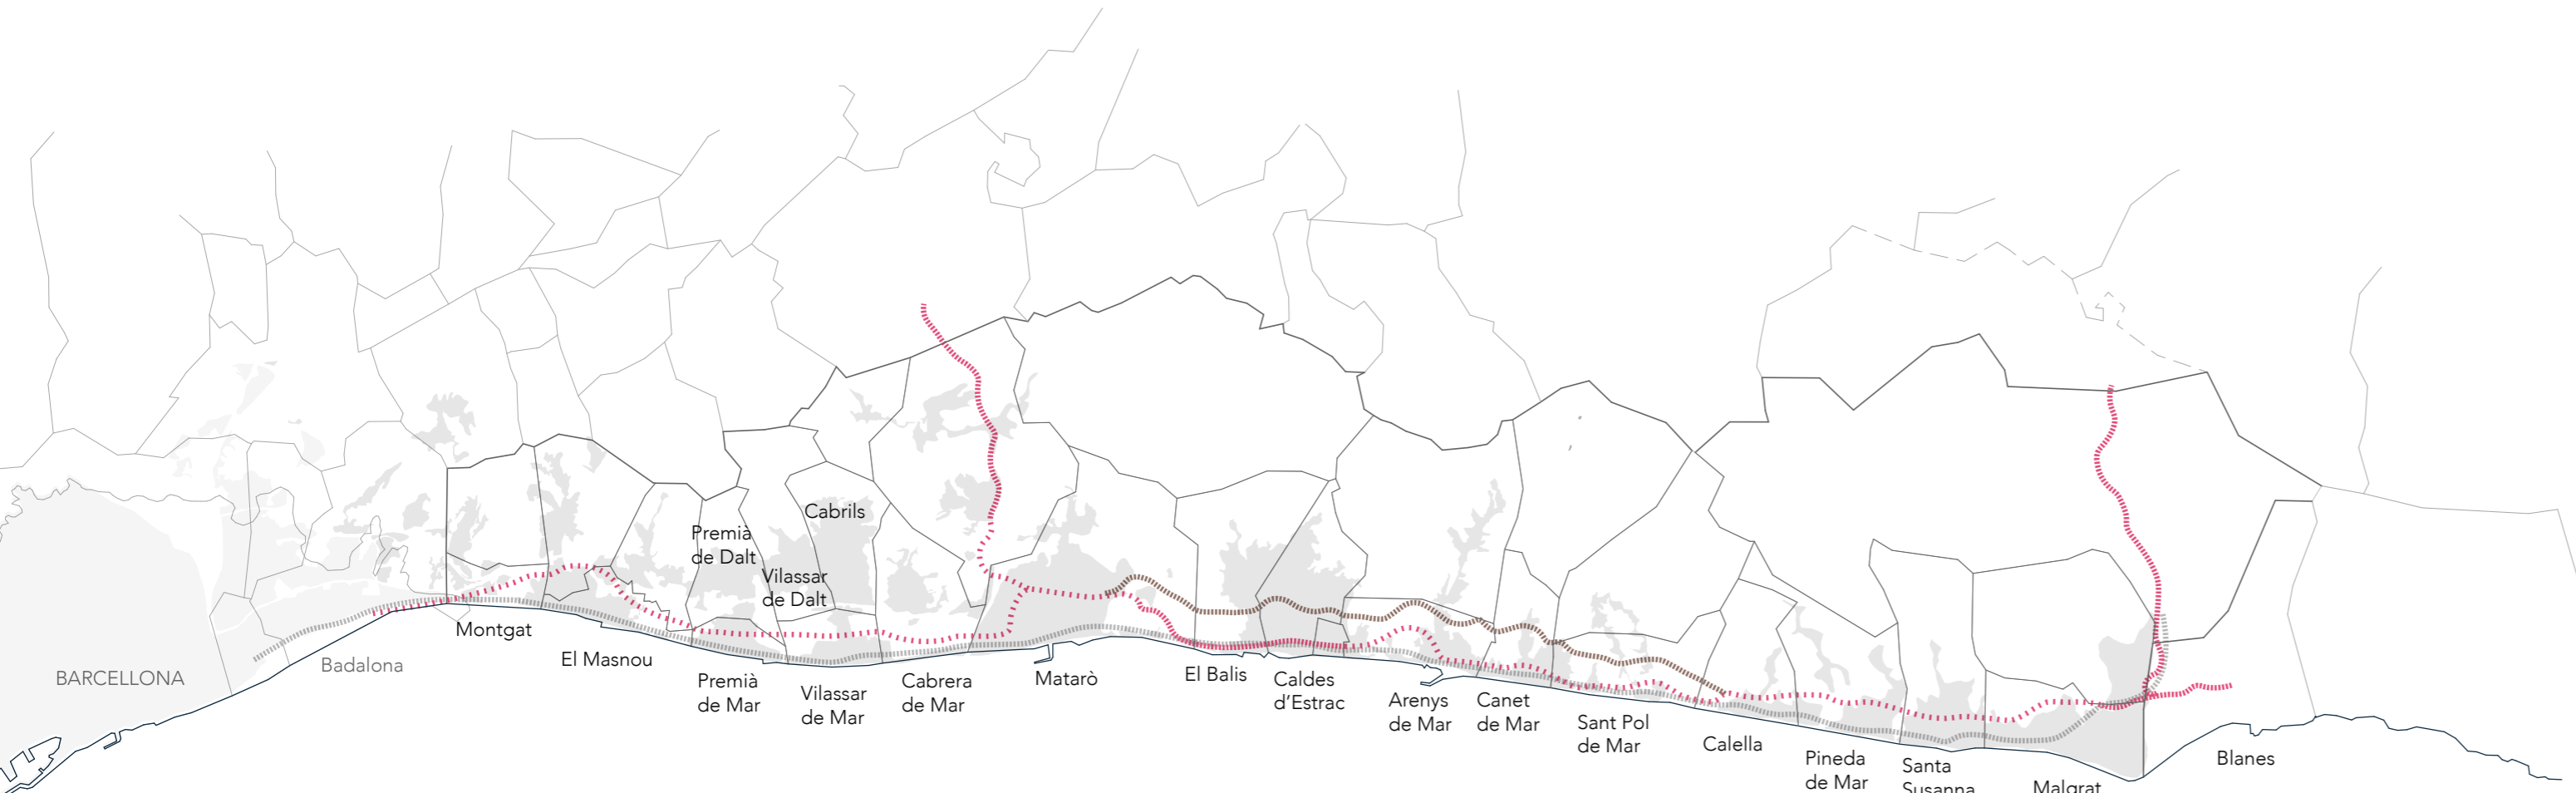 Cabrils
Premià
de Dalt
Vilassar
de Dalt
Montgat
El Masnou
Badalona
BARCELLONA
Premià
de Mar
Vilassar
de Mar
Cabrera
de Mar
Matarò
El Balis
Caldes
d'Estrac
Arenys
de Mar
Canet
de Mar
Sant Pol
de Mar
Calella
Pineda
de Mar
Santa
Susanna
Malgrat
Blanes